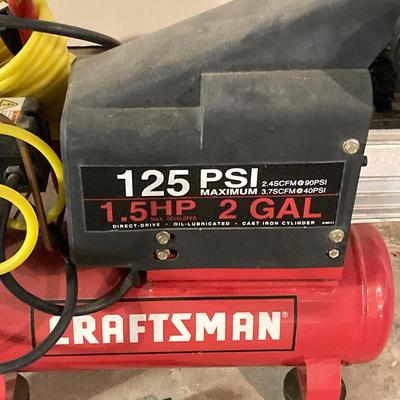 125 PSI
MAXIMUM
2.4SCFM@90PSI
3.7SCFM@40PSI
1.5HP 2 GAL
MAX DEVELOPED
DIRECT-DRIVE • OIL-LUBRICATED • CAST IRON CYLINDER
CRAFTSMAN®